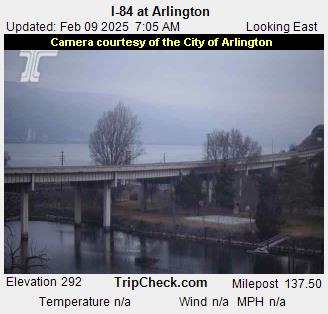 I-84 at Arlington
Updated: Feb 09 2025 7:05 AM Looking East
Camera courtesy of the City of Arlington
Elevation 292 TripCheck.com Milepost 137.50
Temperature n/a Wind n/a MPH n/a